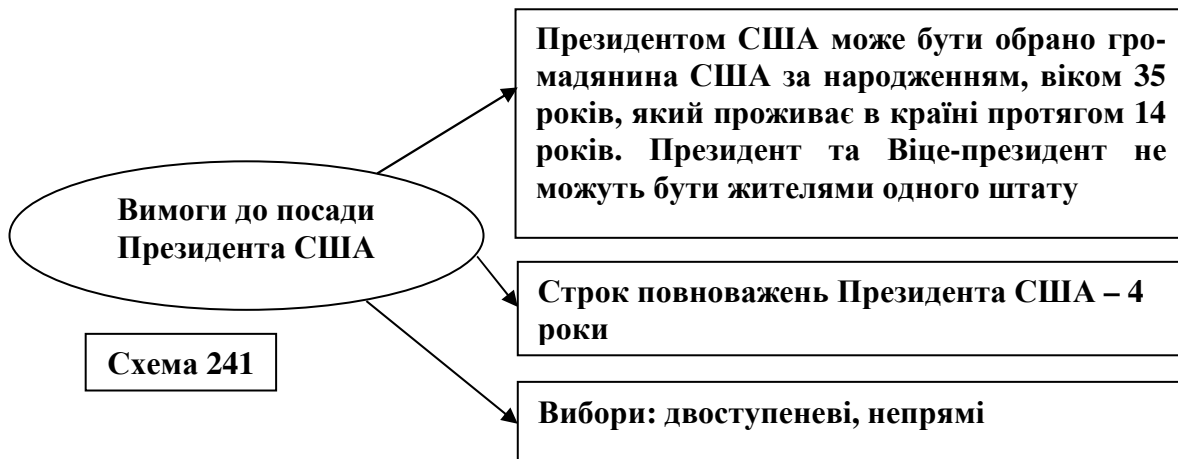 Президентом США може бути обрано гро-
мадянина США за народженням, віком 35
років, який проживає в країні протягом 14
років. Президент та Віце-президент не
можуть бути жителями одного штату
Вимоги до посади
Президента США
Строк повноважень Президента США – 4
роки
Схема 241
Вибори: двоступеневі, непрямі